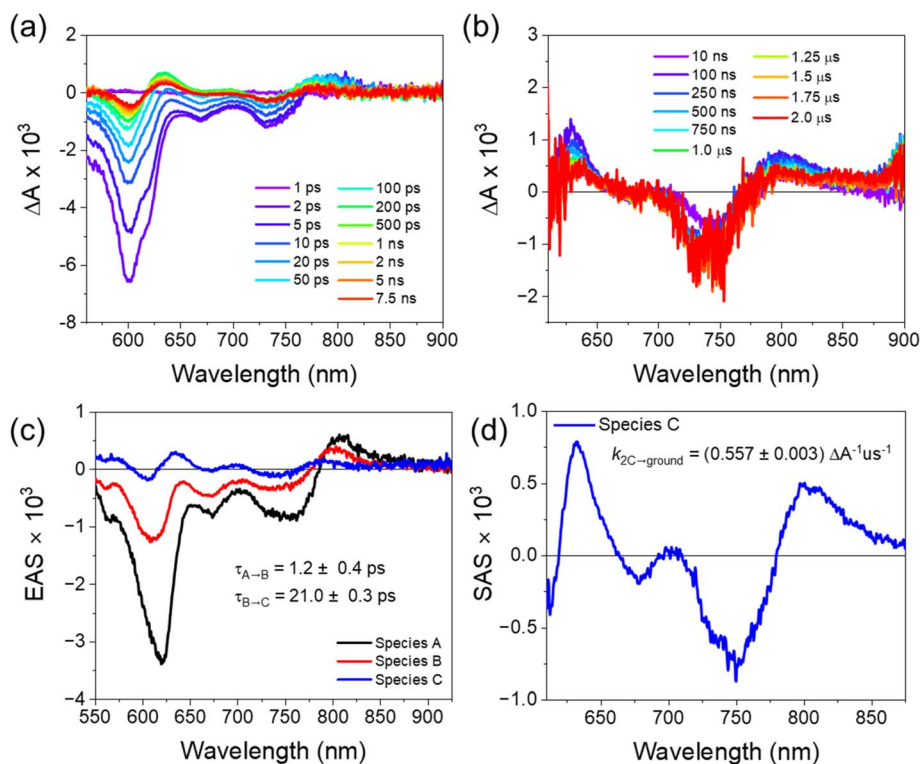 (a)
2
0
−2
−4
−6
−8
ΔA x 10³
600 650 700 750 800 850 900
Wavelength (nm)
1 ps
2 ps
5 ps
10 ps
20 ps
50 ps
100 ps
200 ps
500 ps
1 ns
2 ns
5 ns
7.5 ns
(b)
3
2
1
0
−1
−2
ΔA x 10³
650 700 750 800 850 900
Wavelength (nm)
10 ns
100 ns
250 ns
500 ns
750 ns
1.0 μs
1.25 μs
1.5 μs
1.75 μs
2.0 μs
(c)
1
0
−1
−2
−3
−4
EAS × 10³
550 600 650 700 750 800 850 900
Wavelength (nm)
τA→B = 1.2 ± 0.4 ps
τB→C = 21.0 ± 0.3 ps
Species A
Species B
Species C
(d)
1.0
0.5
0.0
−0.5
−1.0
SAS × 10³
650 700 750 800 850
Wavelength (nm)
Species C
k2C→ground = (0.557 ± 0.003) ΔA⁻¹us⁻¹